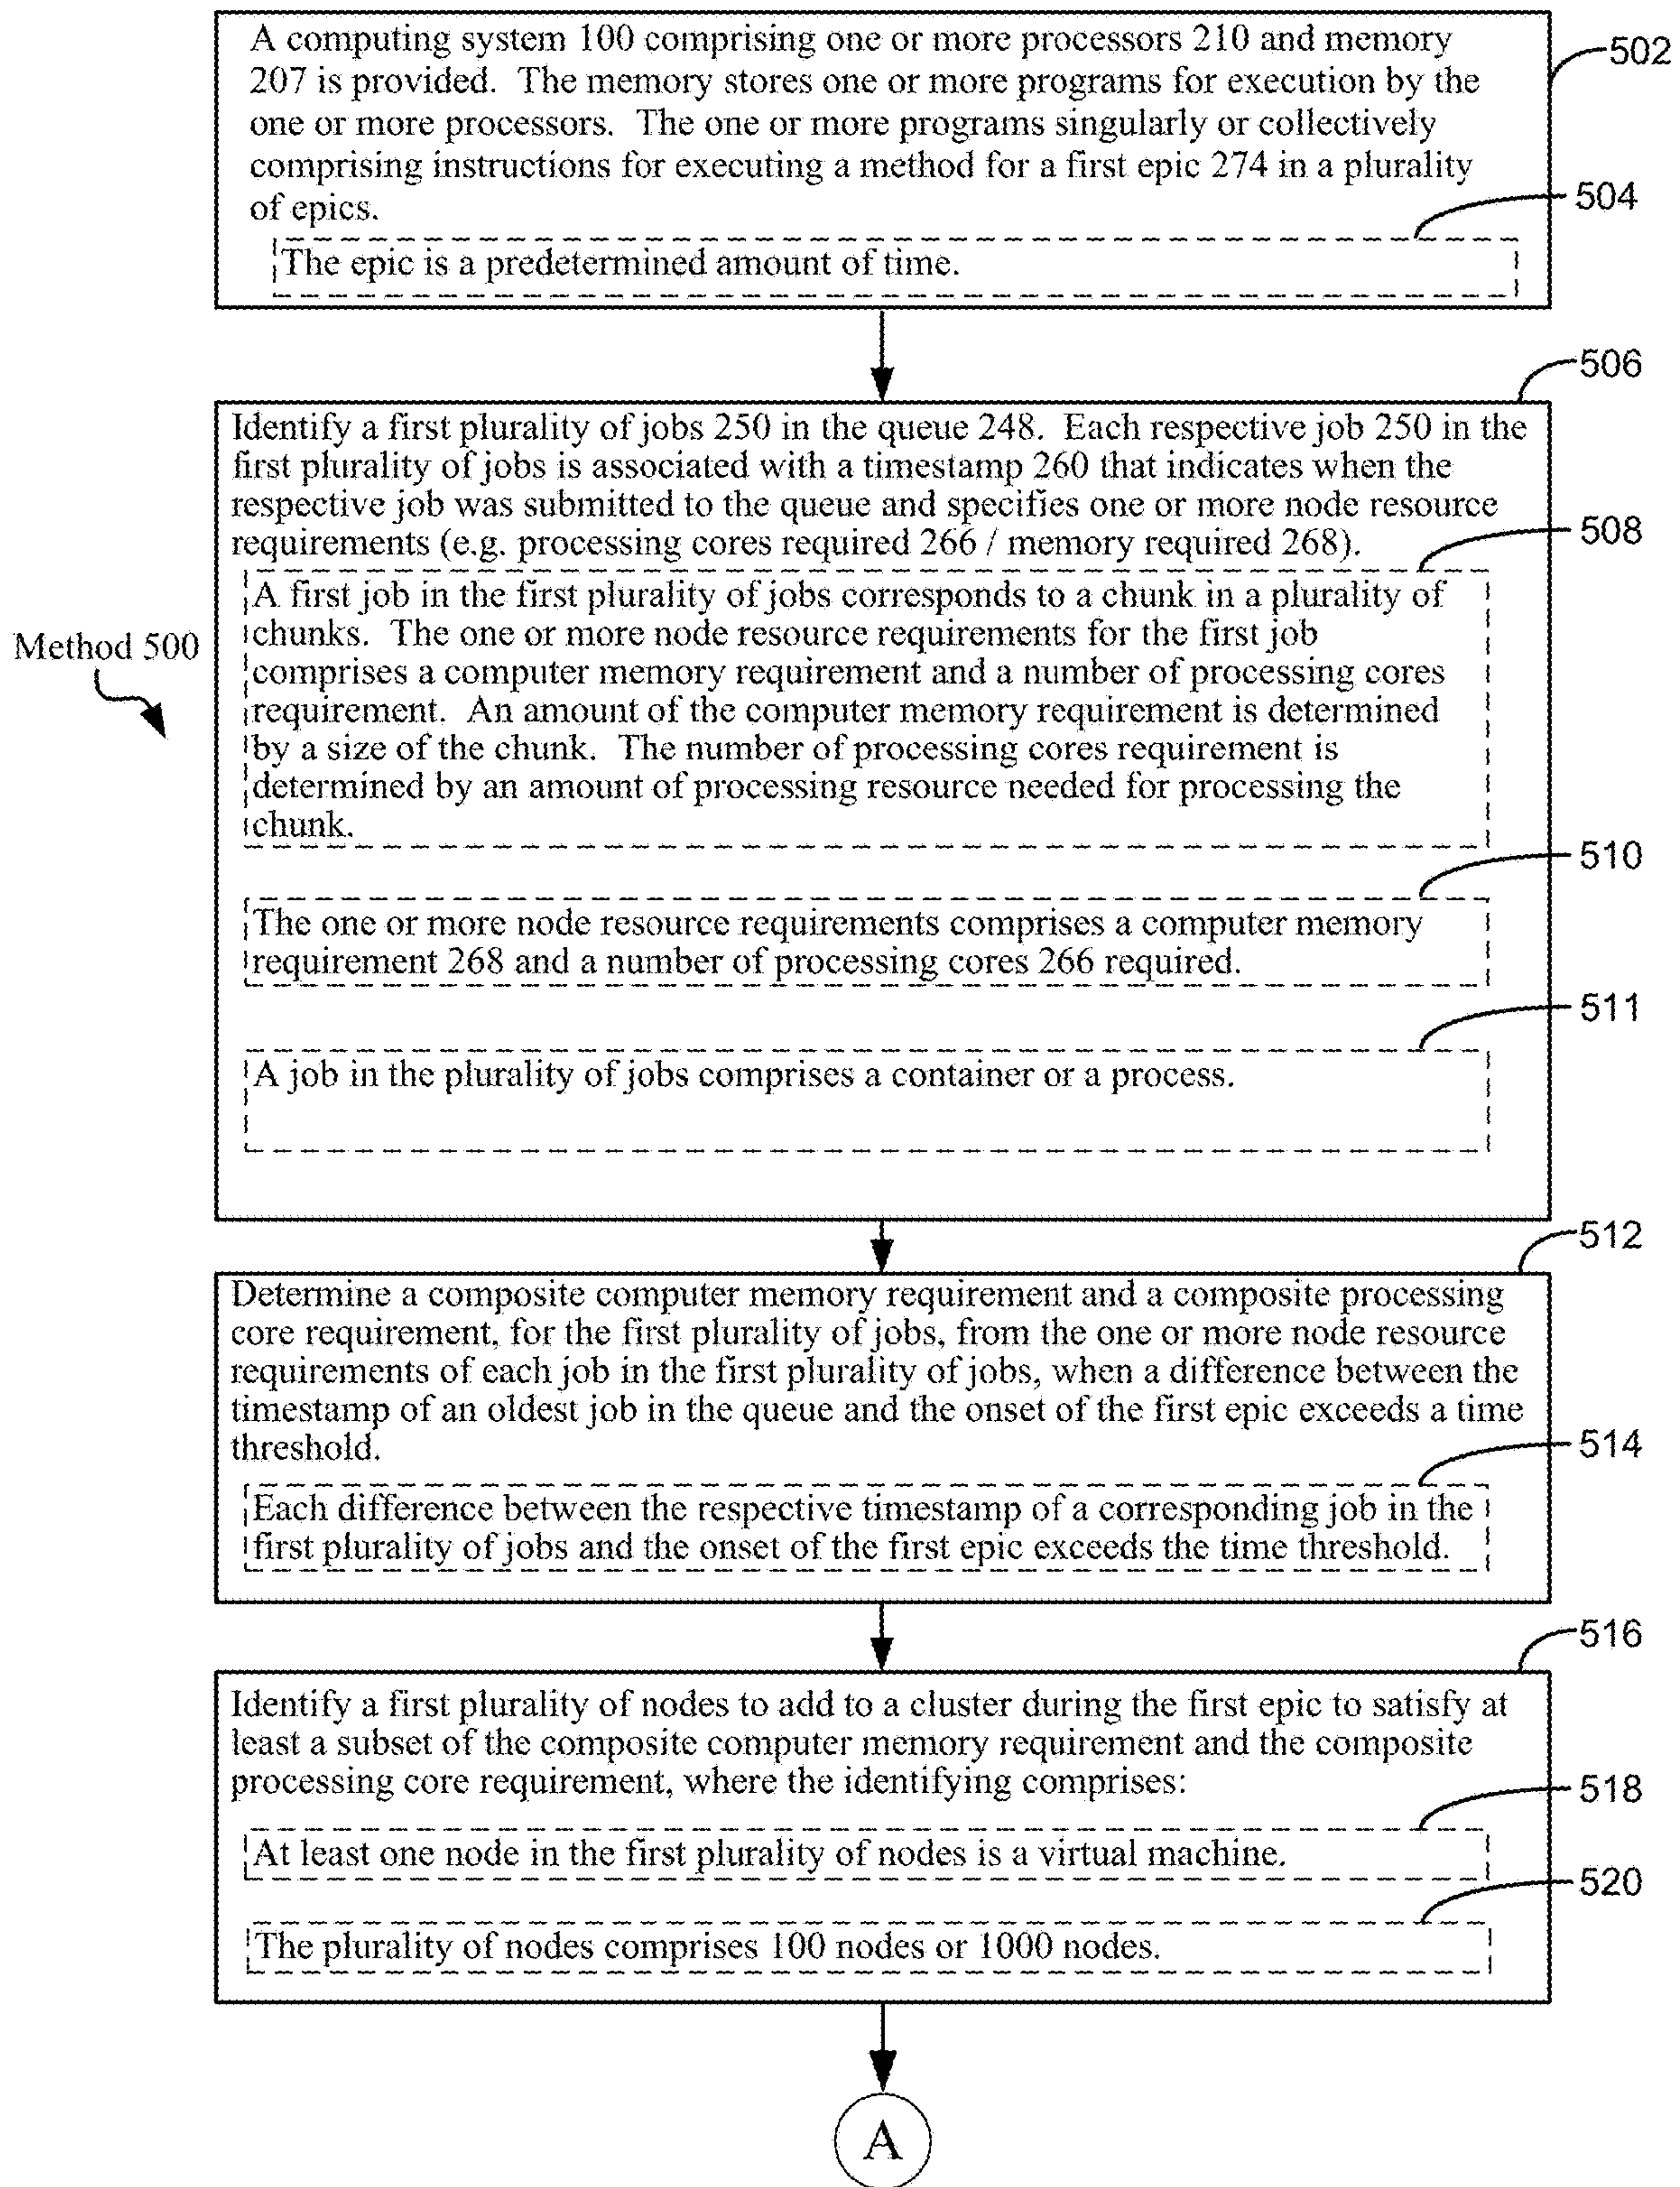 A computing system 100 comprising one or more processors 210 and memory
207 is provided. The memory stores one or more programs for execution by the
one or more processors. The one or more programs singularly or collectively
comprising instructions for executing a method for a first epic 274 in a plurality
of epics.
The epic is a predetermined amount of time.
502
504
Identify a first plurality of jobs 250 in the queue 248. Each respective job 250 in the
first plurality of jobs is associated with a timestamp 260 that indicates when the
respective job was submitted to the queue and specifies one or more node resource
requirements (e.g. processing cores required 266 / memory required 268).
506
508
A first job in the first plurality of jobs corresponds to a chunk in a plurality of
chunks. The one or more node resource requirements for the first job
comprises a computer memory requirement and a number of processing cores
requirement. An amount of the computer memory requirement is determined
by a size of the chunk. The number of processing cores requirement is
determined by an amount of processing resource needed for processing the
chunk.
Method 500
510
The one or more node resource requirements comprises a computer memory
requirement 268 and a number of processing cores 266 required.
511
A job in the plurality of jobs comprises a container or a process.
512
Determine a composite computer memory requirement and a composite processing
core requirement, for the first plurality of jobs, from the one or more node resource
requirements of each job in the first plurality of jobs, when a difference between the
timestamp of an oldest job in the queue and the onset of the first epic exceeds a time
threshold.
514
Each difference between the respective timestamp of a corresponding job in the
first plurality of jobs and the onset of the first epic exceeds the time threshold.
516
Identify a first plurality of nodes to add to a cluster during the first epic to satisfy at
least a subset of the composite computer memory requirement and the composite
processing core requirement, where the identifying comprises:
518
At least one node in the first plurality of nodes is a virtual machine.
520
The plurality of nodes comprises 100 nodes or 1000 nodes.
A